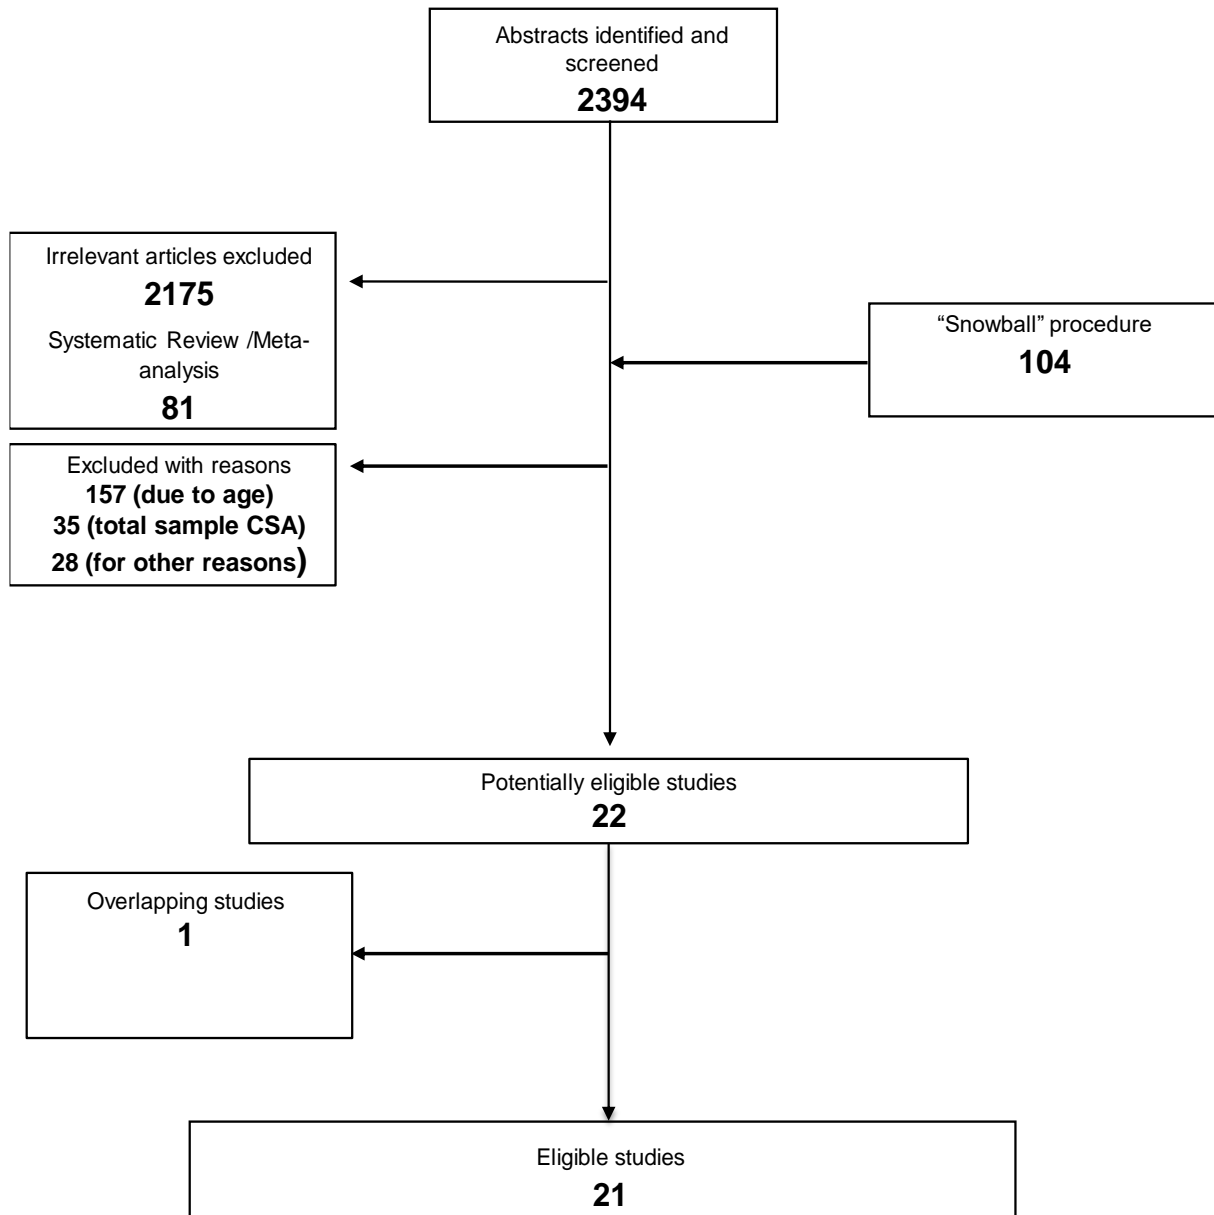 Abstracts identified and
screened
2394
Irrelevant articles excluded
2175
Systematic Review /Meta-
analysis
81
“Snowball” procedure
104
Excluded with reasons
157 (due to age)
35 (total sample CSA)
28 (for other reasons)
Potentially eligible studies
22
Overlapping studies
1
Eligible studies
21